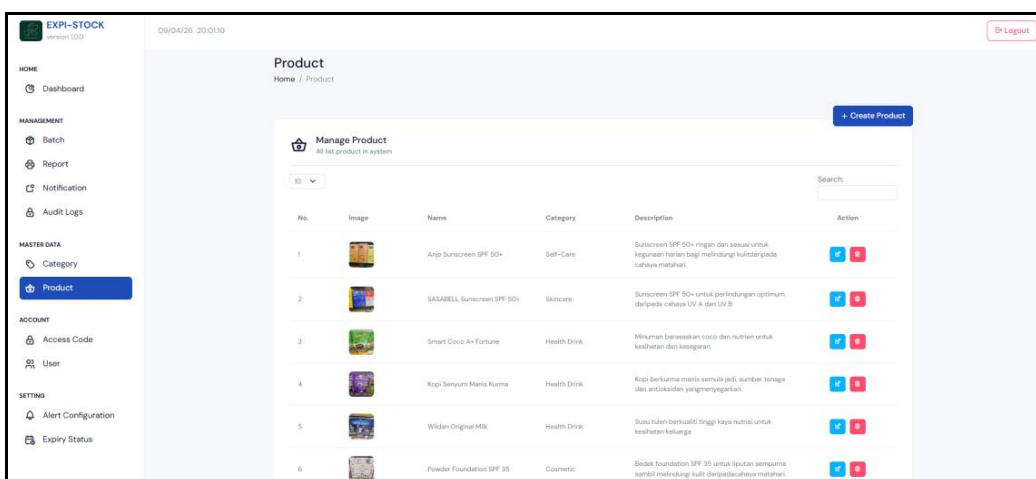 EXPI-STOCK
version 1.0.0
09/04/26 20:01:10
Logout
HOME
Dashboard
MANAGEMENT
Batch
Report
Notification
Audit Logs
MASTER DATA
Category
Product
ACCOUNT
Access Code
User
SETTING
Alert Configuration
Expiry Status
Product
Home / Product
+ Create Product
Manage Product
All list product in system
10
Search:
No. Image Name Category Description Action
1 Anjo Sunscreen SPF 50+ Self-Care Sunscreen SPF 50+ ringan dan sesuai untuk
kegunaan harian bagi melindungi kulitdaripada
cahaya matahari.
2 SASABELL Sunscreen SPF 50+ Skincare Sunscreen SPF 50+ untuk perlindungan optimum
daripada cahaya UV A dan UV B
3 Smart Coco A+ Fortune Health Drink Minuman berasaskan coco dan nutrien untuk
kesihatan dan kesegaran.
4 Kopi Senyum Manis Kurma Health Drink Kopi berkurma manis semula jadi, sumber tenaga
dan antioksidan yangmenyegarkan.
5 Wildan Original Milk Health Drink Susu tulen berkualiti tinggi kaya nutrisi untuk
kesihatan keluarga
6 Powder Foundation SPF 35 Cosmetic Bedak foundation SPF 35 untuk liputan sempurna
sambil melindungi kulit daripadacahaya matahari.